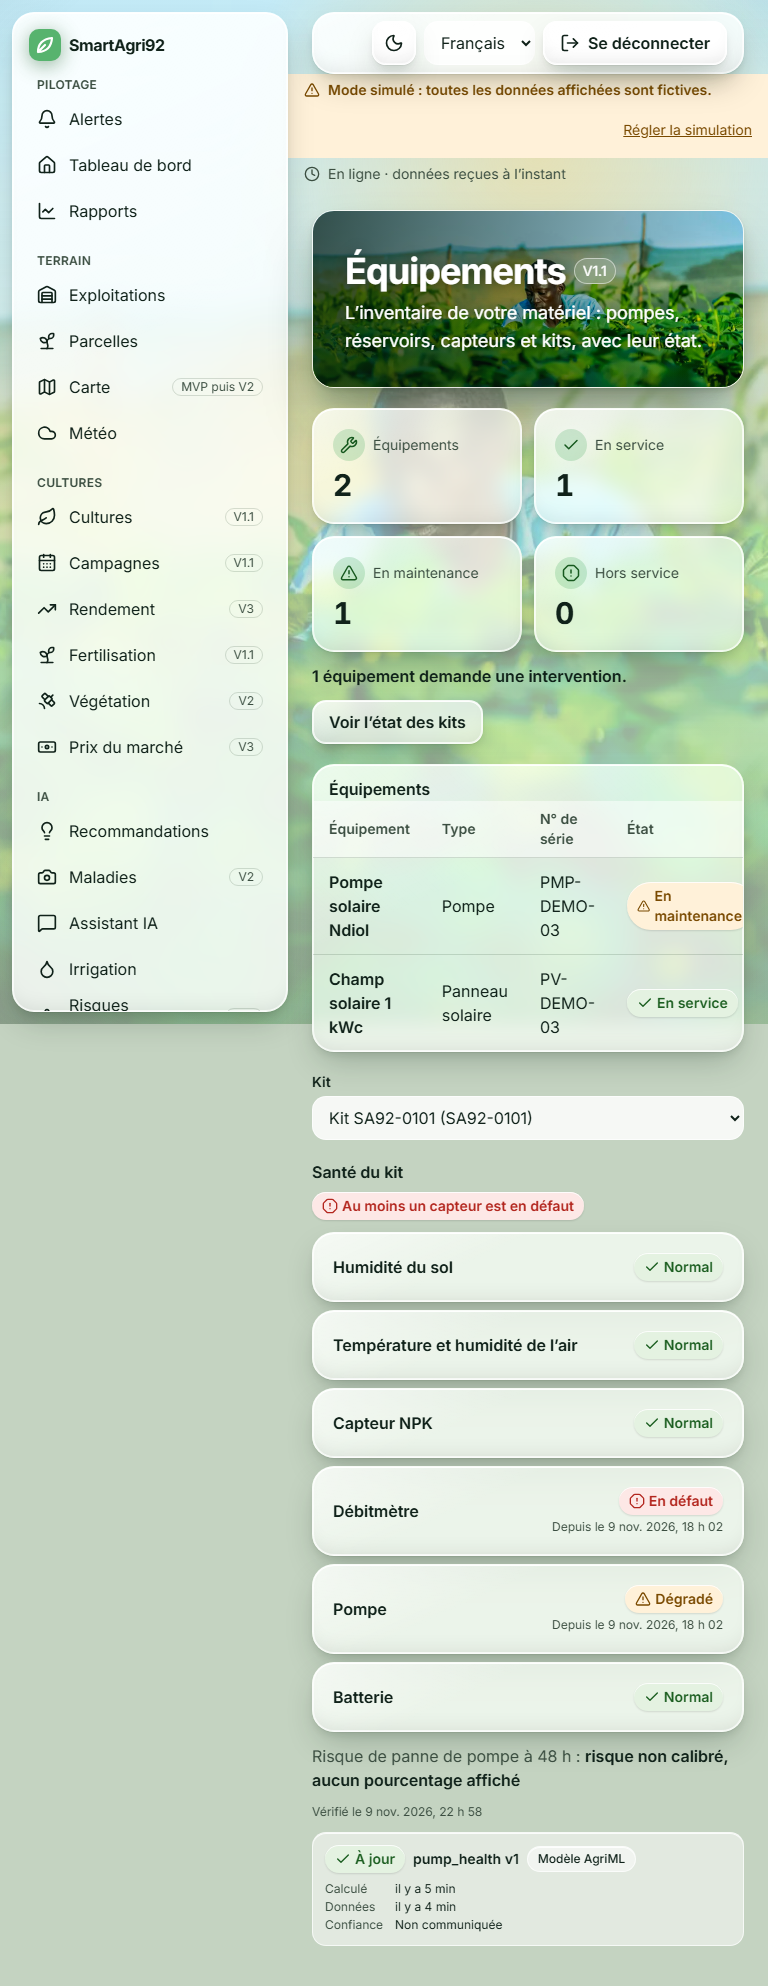 SmartAgri92
PILOTAGE
Alertes
Tableau de bord
Rapports
TERRAIN
Exploitations
Parcelles
Carte MVP puis V2
Météo
CULTURES
Cultures V1.1
Campagnes V1.1
Rendement V3
Fertilisation V1.1
Végétation V2
Prix du marché V3
IA
Recommandations
Maladies V2
Assistant IA
Irrigation
Risques
Français
Se déconnecter
Mode simulé : toutes les données affichées sont fictives.
Régler la simulation
En ligne · données reçues à l’instant
Équipements V1.1
L’inventaire de votre matériel : pompes,
réservoirs, capteurs et kits, avec leur état.
Équipements
2
En service
1
En maintenance
1
Hors service
0
1 équipement demande une intervention.
Voir l’état des kits
Équipements
Équipement Type N° de série État
Pompe solaire Ndiol Pompe PMP-DEMO-03 En maintenance
Champ solaire 1 kWc Panneau solaire PV-DEMO-03 En service
Kit
Kit SA92-0101 (SA92-0101)
Santé du kit
Au moins un capteur est en défaut
Humidité du sol Normal
Température et humidité de l’air Normal
Capteur NPK Normal
Débitmètre En défaut
Depuis le 9 nov. 2026, 18 h 02
Pompe Dégradé
Depuis le 9 nov. 2026, 18 h 02
Batterie Normal
Risque de panne de pompe à 48 h : risque non calibré,
aucun pourcentage affiché
Vérifié le 9 nov. 2026, 22 h 58
À jour pump_health v1 Modèle AgriML
Calculé il y a 5 min
Données il y a 4 min
Confiance Non communiquée